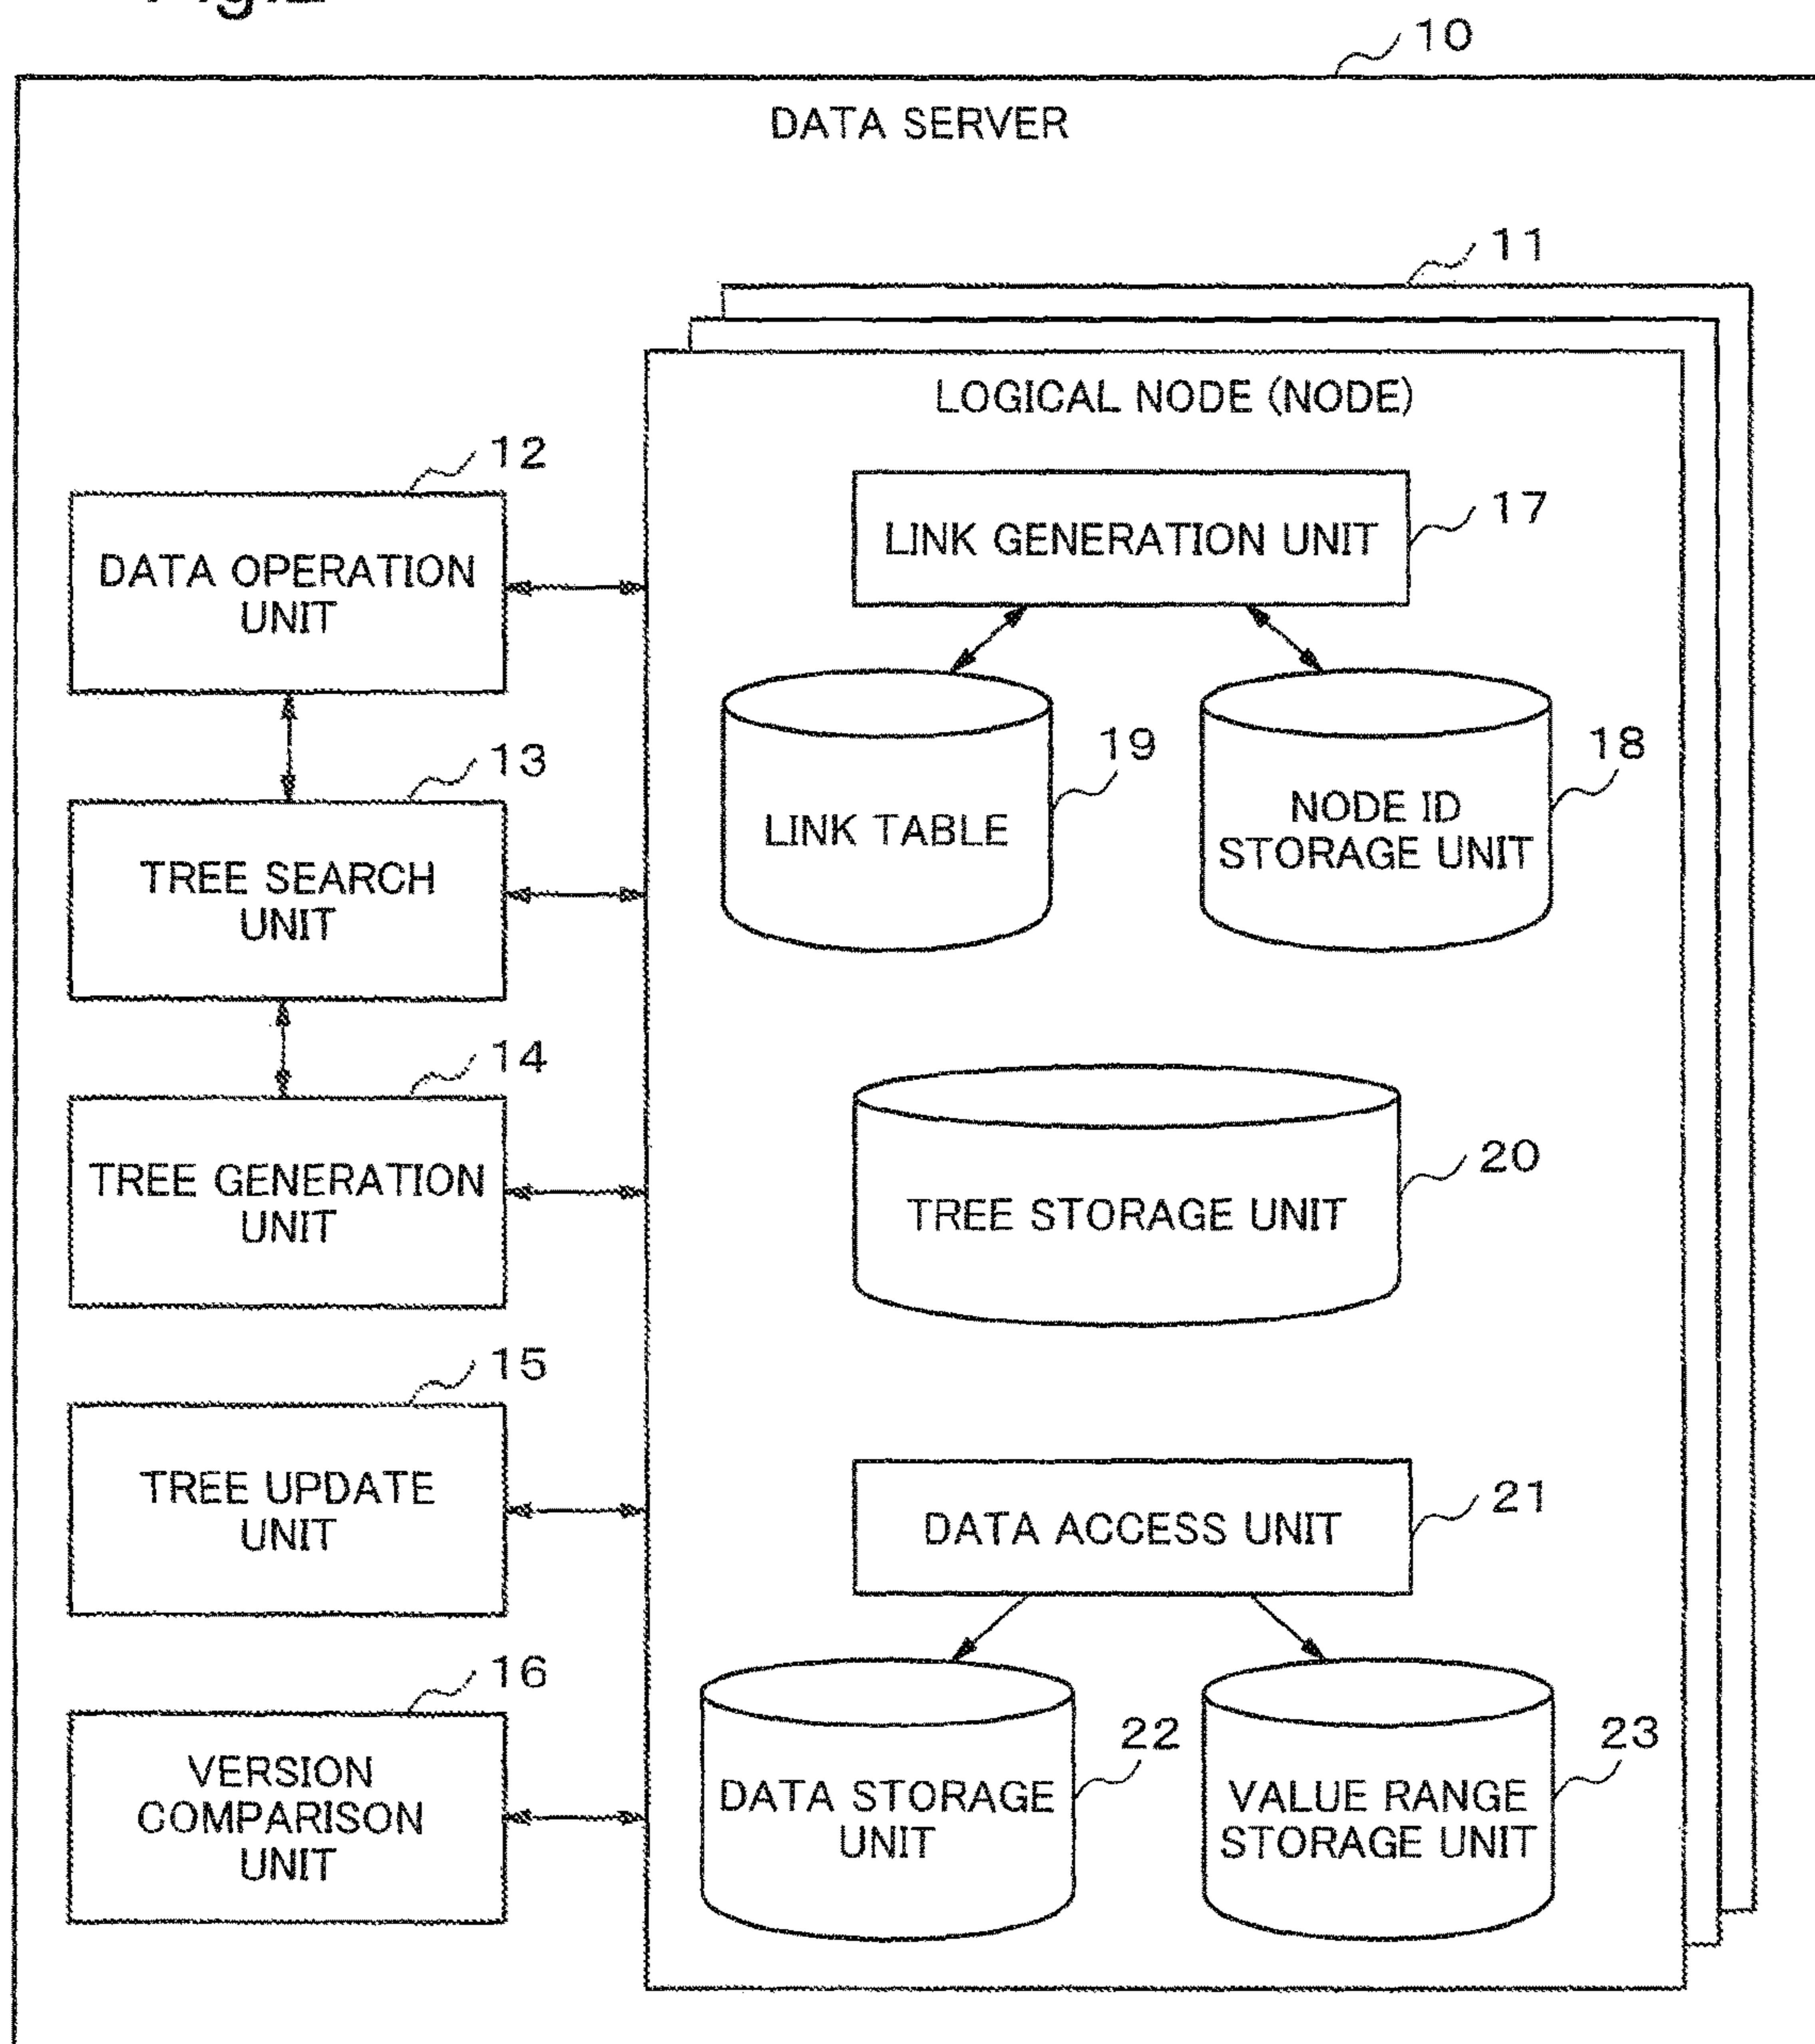 10
DATA SERVER
11
LOGICAL NODE (NODE)
12
DATA OPERATION
UNIT
LINK GENERATION UNIT
17
13
TREE SEARCH
UNIT
19
LINK TABLE
18
NODE ID
STORAGE UNIT
14
TREE GENERATION
UNIT
20
TREE STORAGE UNIT
15
TREE UPDATE
UNIT
21
DATA ACCESS UNIT
16
VERSION
COMPARISON
UNIT
22
DATA STORAGE
UNIT
23
VALUE RANGE
STORAGE UNIT